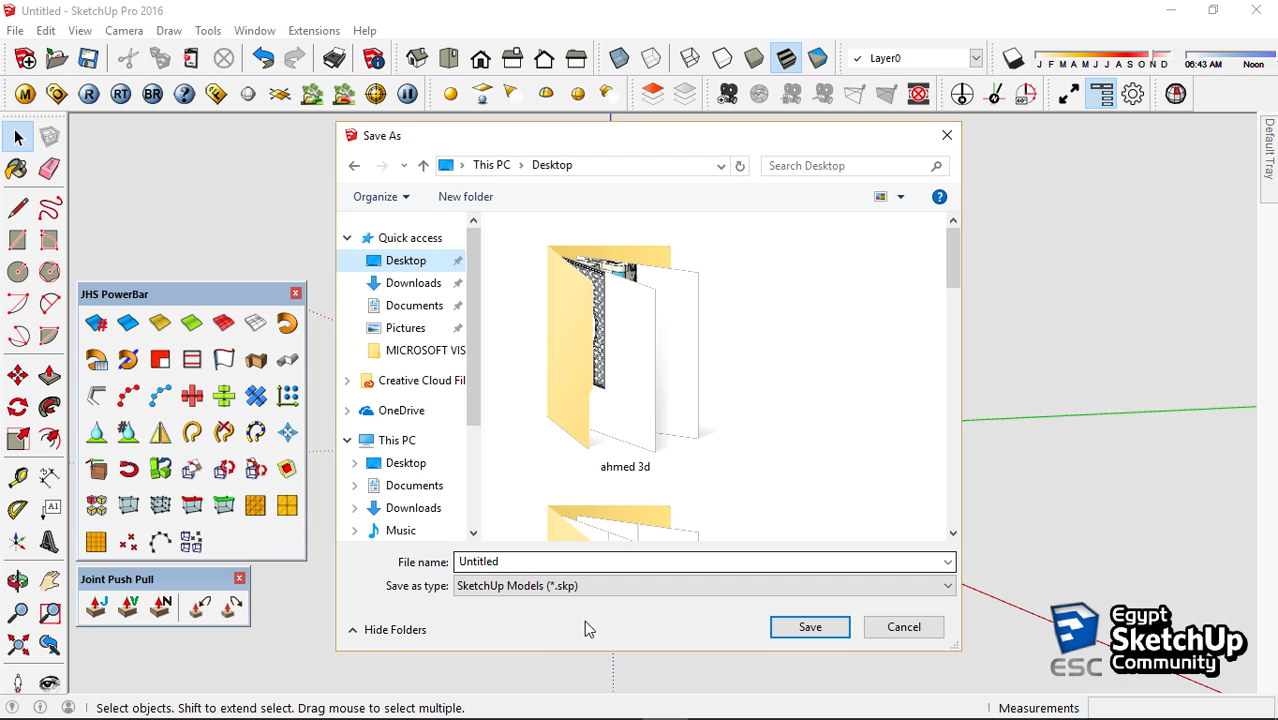 Untitled - SketchUp Pro 2016
File Edit View Camera Draw Tools Window Extensions Help
Layer0
J F M A M J J A S O N D
06:43 AM Noon
M R RT BR
Default Tray
Save As
This PC Desktop
Search Desktop
Organize New folder
Quick access
Desktop
Downloads
Documents
Pictures
MICROSOFT VIS
Creative Cloud Fil
OneDrive
This PC
Desktop
Documents
Downloads
Music
ahmed 3d
File name: Untitled
Save as type: SketchUp Models (*.skp)
Hide Folders
Save Cancel
JHS PowerBar
Joint Push Pull
J V N
A1
Egypt
SketchUp
Community
ESC
Select objects. Shift to extend select. Drag mouse to select multiple.
Measurements